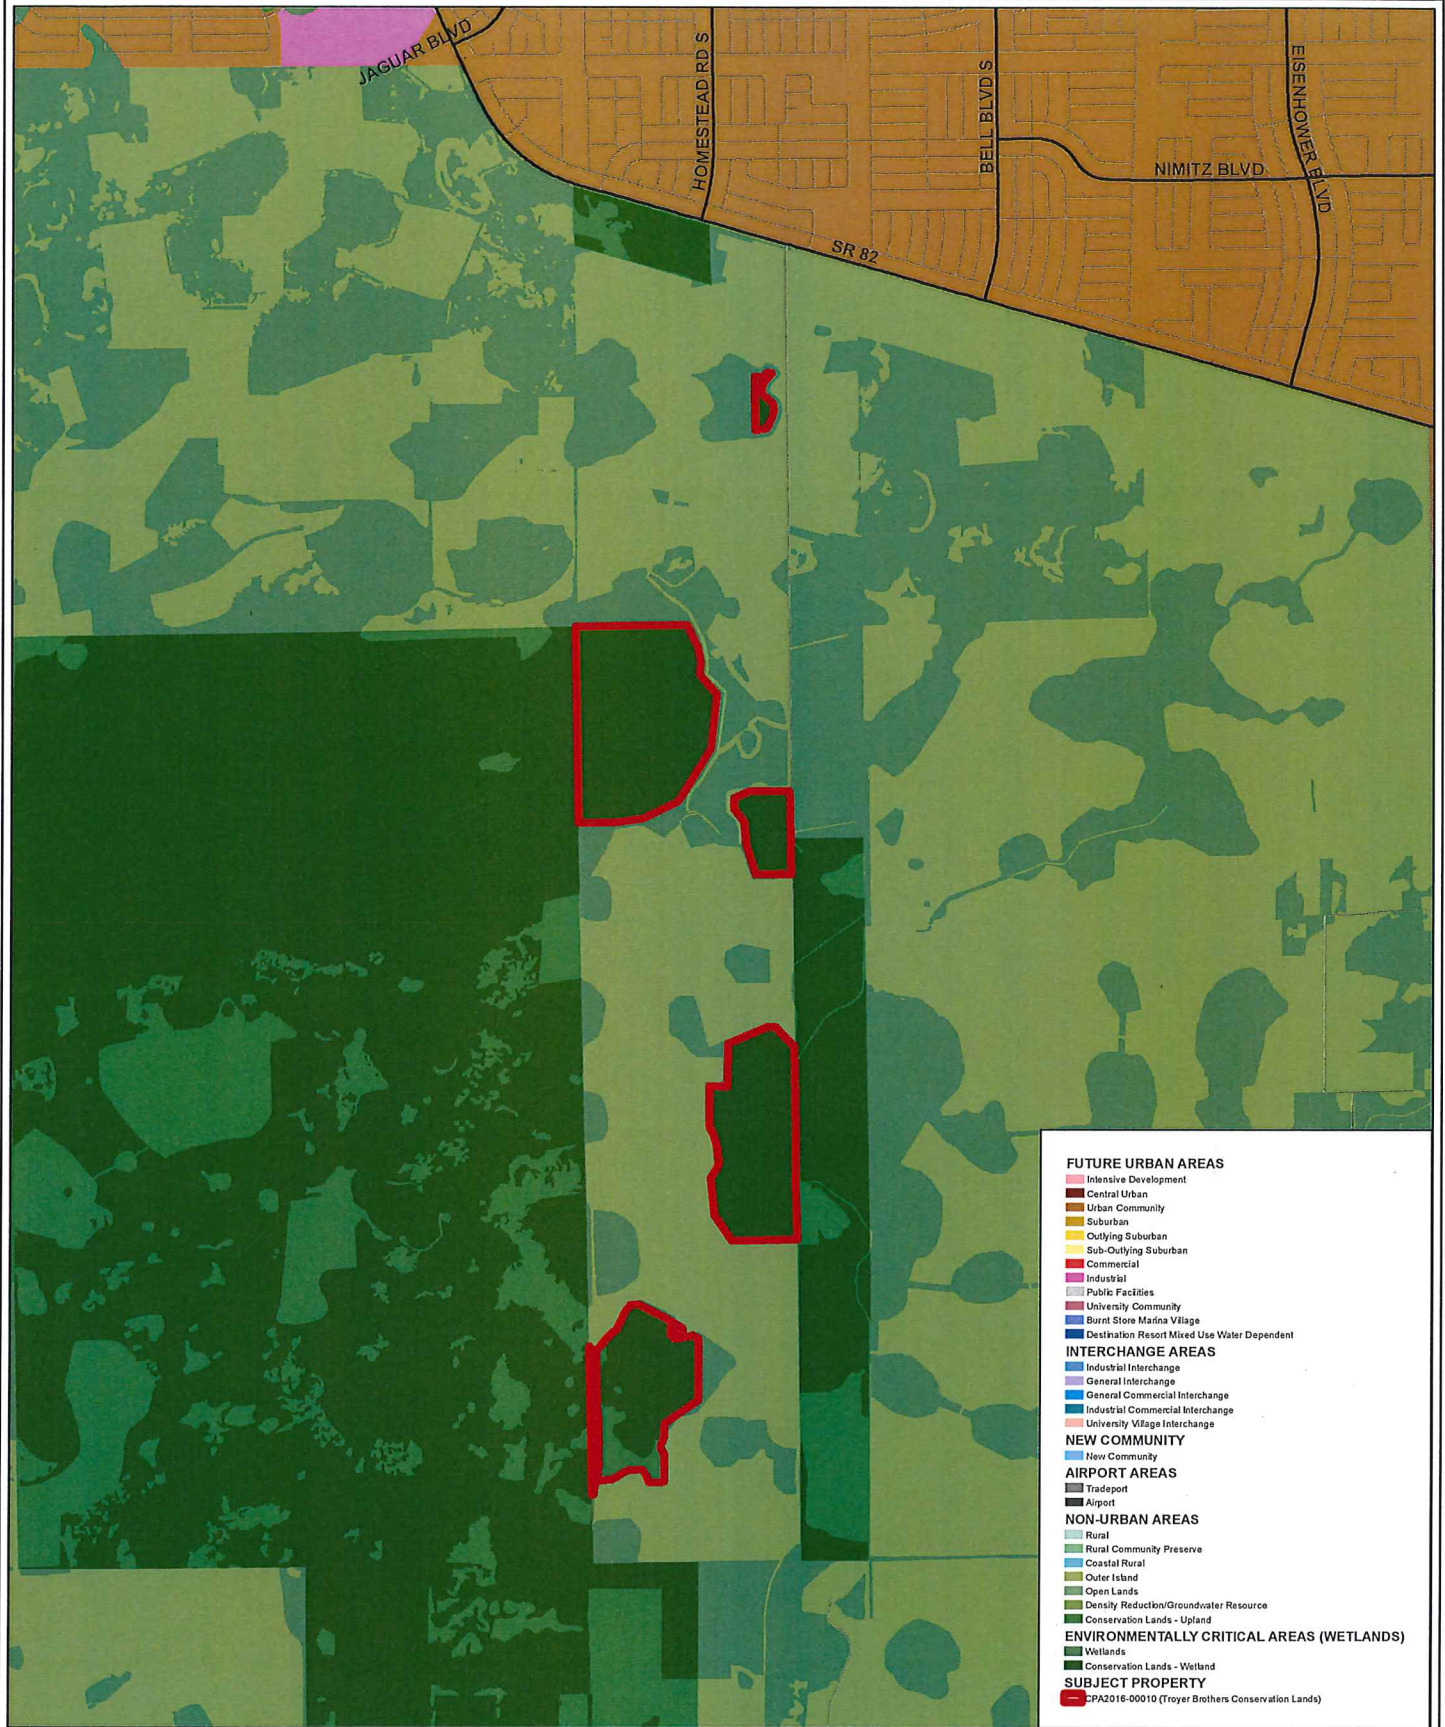 JAGUAR BLVD
HOMESTEAD RD S
BELL BLVD S
EISENHOWER BLVD
NIMITZ BLVD
SR 82
FUTURE URBAN AREAS
Intensive Development
Central Urban
Urban Community
Suburban
Outlying Suburban
Sub-Outlying Suburban
Commercial
Industrial
Public Facilities
University Community
Burnt Store Marina Village
Destination Resort Mixed Use Water Dependent
INTERCHANGE AREAS
Industrial Interchange
General Interchange
General Commercial Interchange
Industrial Commercial Interchange
University Village Interchange
NEW COMMUNITY
New Community
AIRPORT AREAS
Tradeport
Airport
NON-URBAN AREAS
Rural
Rural Community Preserve
Coastal Rural
Outer Island
Open Lands
Density Reduction/Groundwater Resource
Conservation Lands - Upland
ENVIRONMENTALLY CRITICAL AREAS (WETLANDS)
Wetlands
Conservation Lands - Wetland
SUBJECT PROPERTY
CPA2016-00010 (Troyer Brothers Conservation Lands)